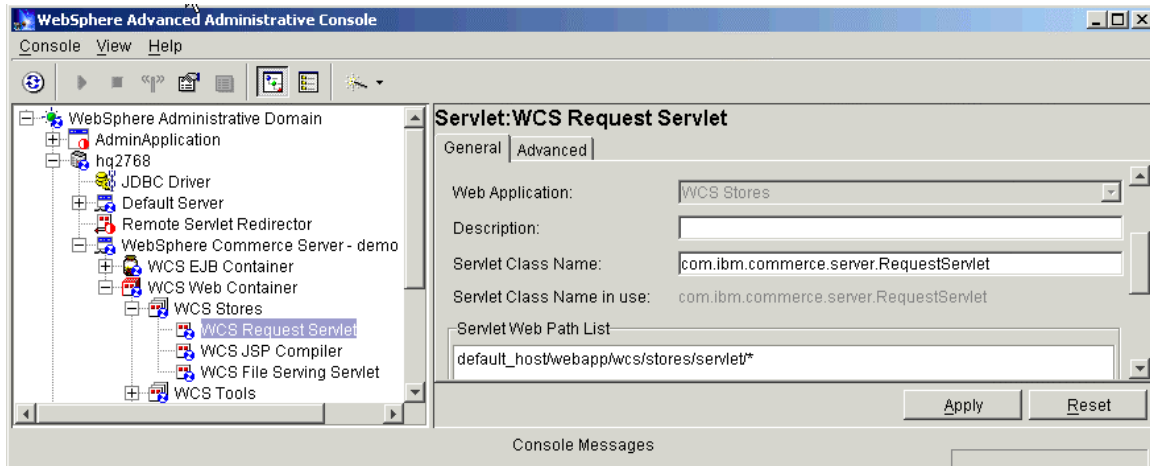 WebSphere Advanced Administrative Console
Console View Help
WebSphere Administrative Domain
AdminApplication
hq2768
JDBC Driver
Default Server
Remote Servlet Redirector
WebSphere Commerce Server - demo
WCS EJB Container
WCS Web Container
WCS Stores
WCS Request Servlet
WCS JSP Compiler
WCS File Serving Servlet
WCS Tools
Servlet:WCS Request Servlet
General Advanced
Web Application: WCS Stores
Description:
Servlet Class Name: com.ibm.commerce.server.RequestServlet
Servlet Class Name in use: com.ibm.commerce.server.RequestServlet
Servlet Web Path List
default_host/webapp/wcs/stores/servlet/*
Apply Reset
Console Messages